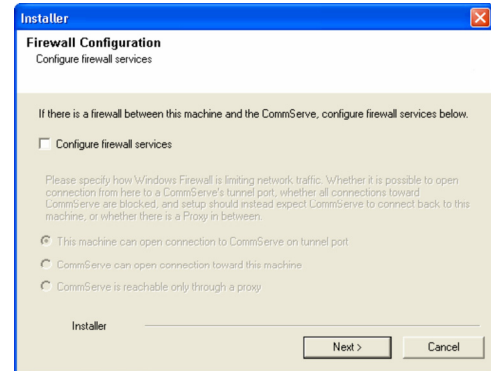 Installer
Firewall Configuration
Configure firewall services
If there is a firewall between this machine and the CommServe, configure firewall services below.
Configure firewall services
Please specify how Windows Firewall is limiting network traffic. Whether it is possible to open
connection from here to a CommServe's tunnel port, whether all connections toward
CommServe are blocked, and setup should instead expect CommServe to connect back to this
machine, or whether there is a Proxy in between.
This machine can open connection to CommServe on tunnel port
CommServe can open connection toward this machine
CommServe is reachable only through a proxy
Installer
Next > Cancel